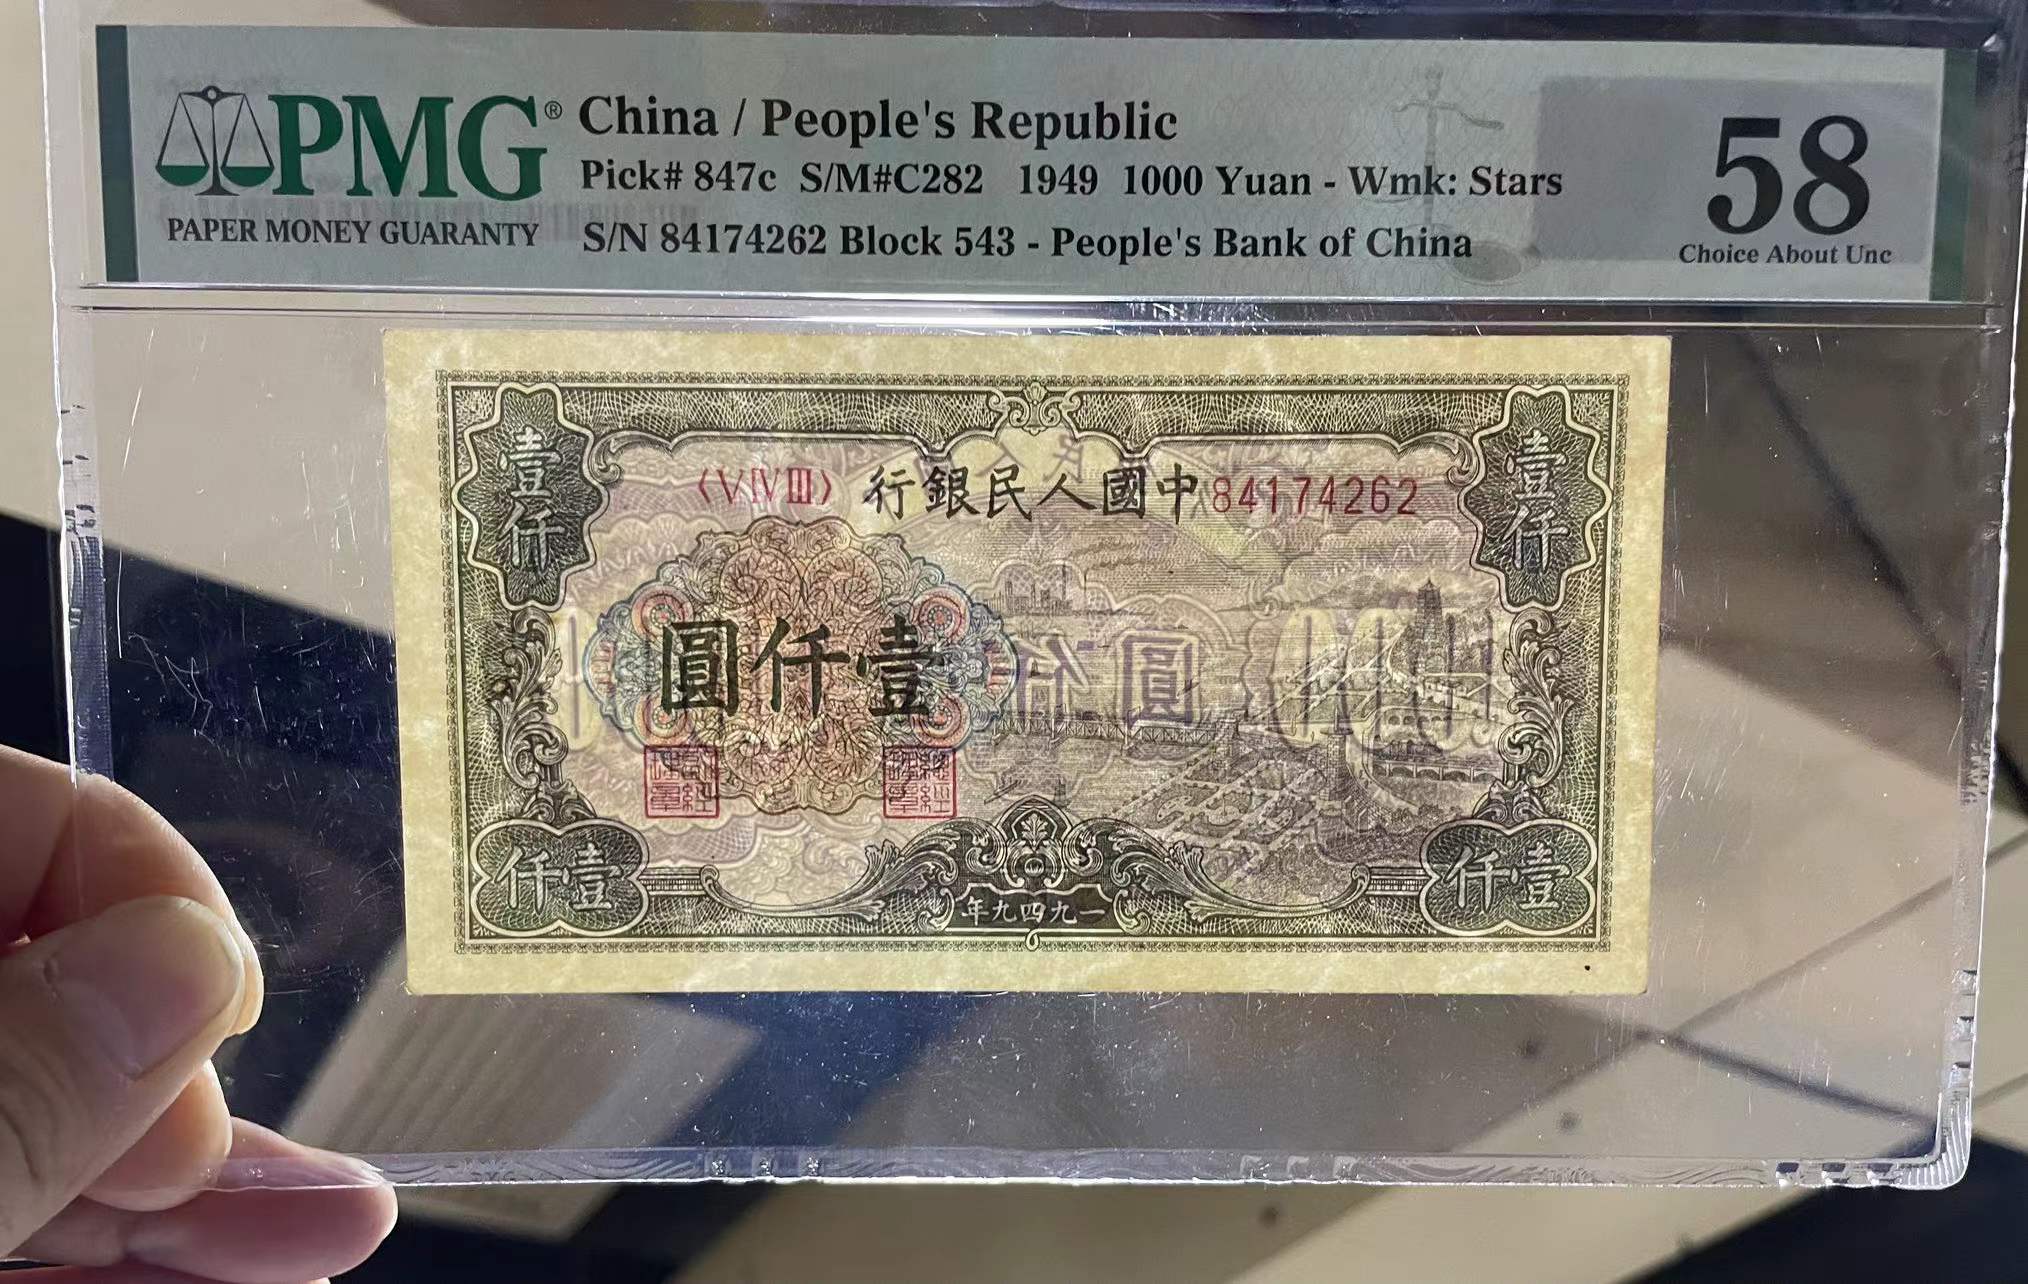 PMG® China / People's Republic
Pick# 847c S/M#C282 1949 1000 Yuan - Wmk: Stars
PAPER MONEY GUARANTY
S/N 84174262 Block 543 - People's Bank of China
58
Choice About Unc
壹仟
壹仟
〈V IV III〉
中國人民銀行
84174262
壹仟圓
壹仟
壹仟
一九四九年